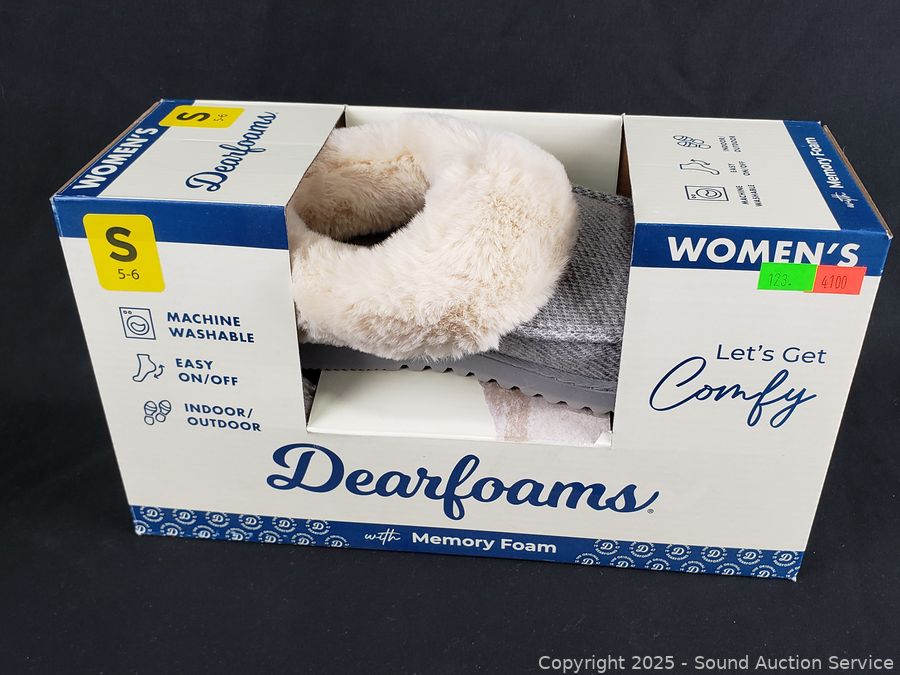 WOMEN'S
S
5-6
Dearfoams
INDOOR/
OUTDOOR
EASY
ON/OFF
MACHINE
WASHABLE
with Memory Foam
S
5-6
MACHINE
WASHABLE
EASY
ON/OFF
INDOOR/
OUTDOOR
WOMEN'S
123.
4100
Let's Get
Comfy
Dearfoams®
with Memory Foam
Copyright 2025 - Sound Auction Service